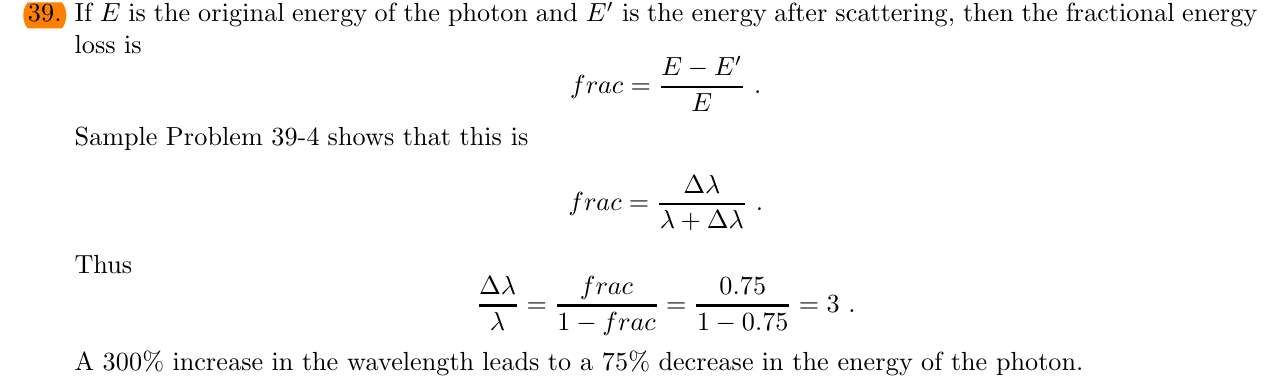 39. If E is the original energy of the photon and E′ is the energy after scattering, then the fractional energy
loss is
frac = (E − E′)/E .
Sample Problem 39-4 shows that this is
frac = Δλ/(λ + Δλ) .
Thus
Δλ/λ = frac/(1 − frac) = 0.75/(1 − 0.75) = 3 .
A 300% increase in the wavelength leads to a 75% decrease in the energy of the photon.